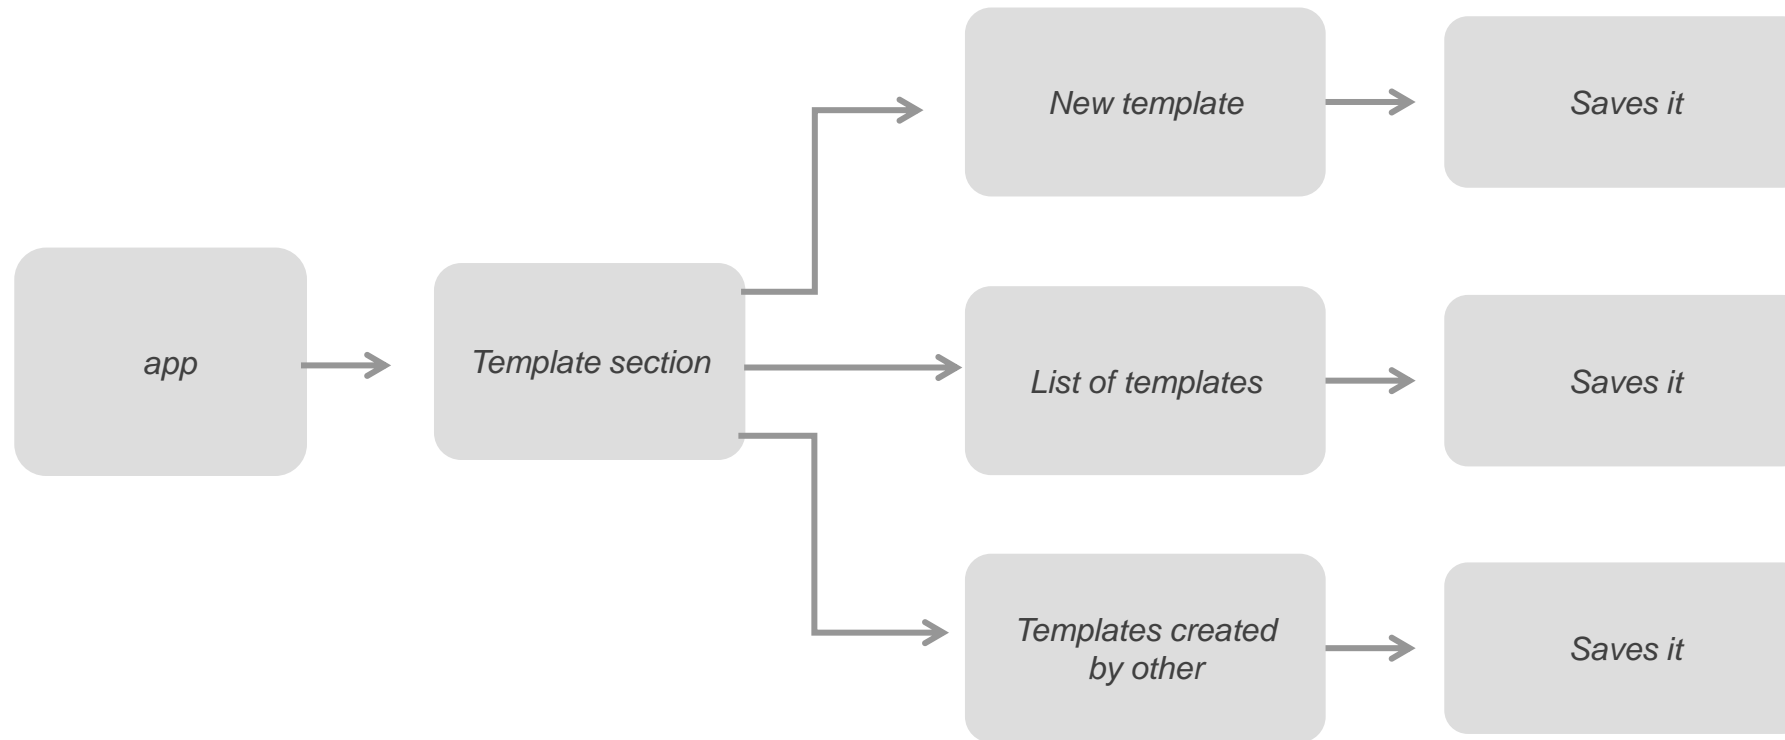 app
Template section
New template
Saves it
List of templates
Saves it
Templates created
by other
Saves it